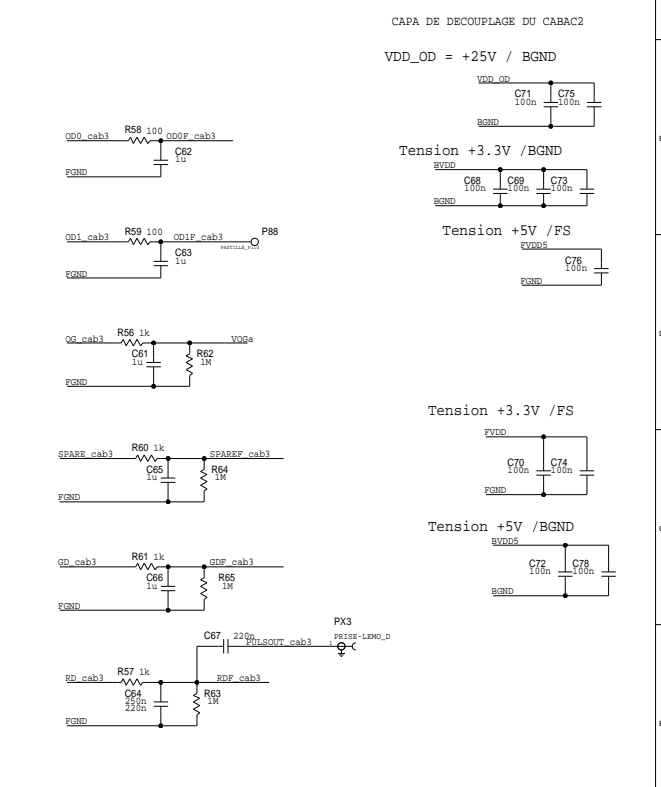 CAPA DE DECOUPLAGE DU CABAC2
VDD_OD = +25V / BGND
VDD_OD
C71 C75
100n 100n
BGND
R58 100
OD0_cab3 OD0F_cab3
C62
1u
FGND
Tension +3.3V /BGND
BVDD
C68 C69 C73
100n 100n 100n
BGND
R59 100 P88
OD1_cab3 OD1F_cab3
C63
1u
FGND
Tension +5V /FS
FVDD5
C76
100n
FGND
R56 1k
OG_cab3 VOGa
C61 R62
1u 1M
FGND
Tension +3.3V /FS
FVDD
C70 C74
100n 100n
FGND
R60 1k
SPARE_cab3 SPAREF_cab3
C65 R64
1u 1M
FGND
Tension +5V /BGND
BVDD5
C72 C78
100n 100n
BGND
R61 1k
GD_cab3 GDF_cab3
C66 R65
1u 1M
FGND
PX3
C67 220n PRISE-LEMO_D
PULSOUT_cab3 1
R57 1k
RD_cab3 RDF_cab3
C64 R63
250n 1M
220n
FGND